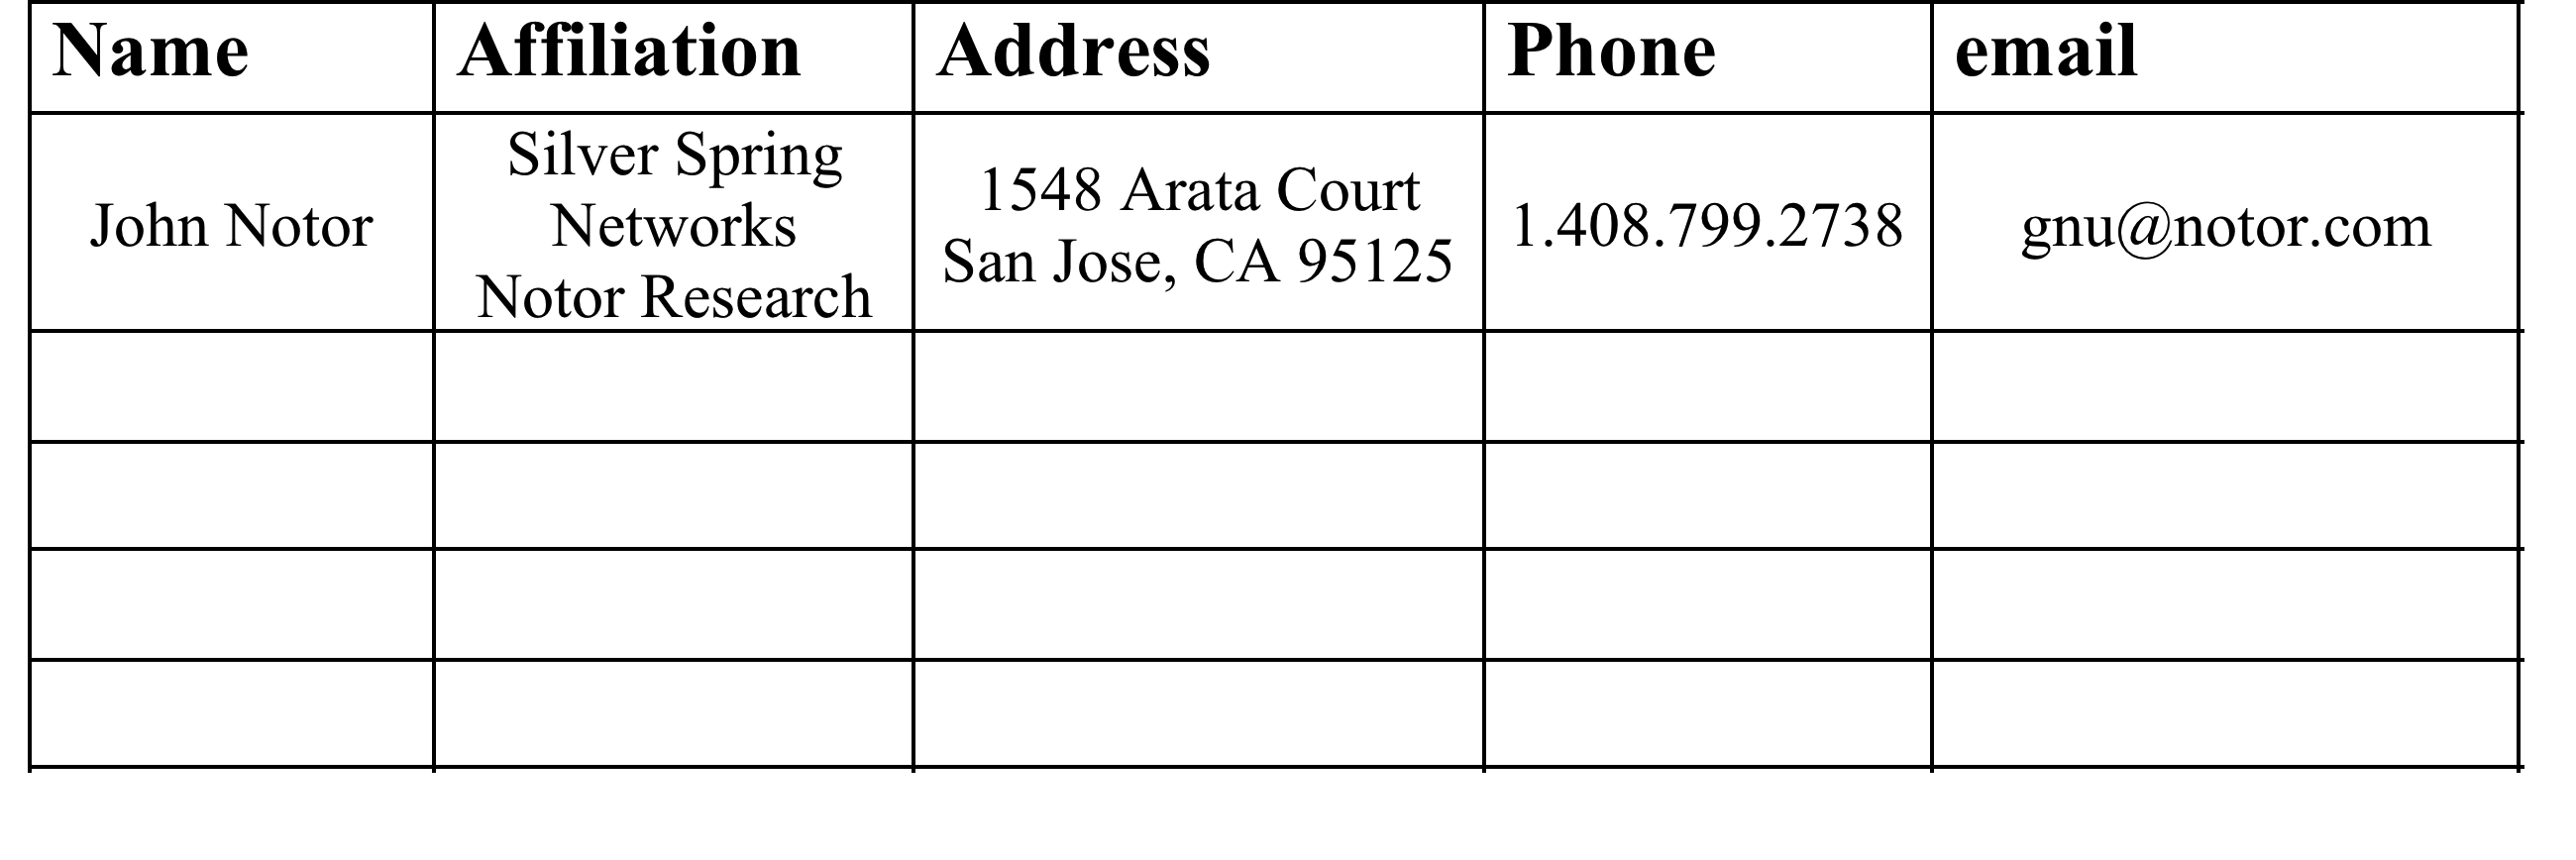 Name Affiliation Address Phone email
John Notor
Silver Spring
Networks
Notor Research
1548 Arata Court
San Jose, CA 95125
1.408.799.2738
gnu@notor.com